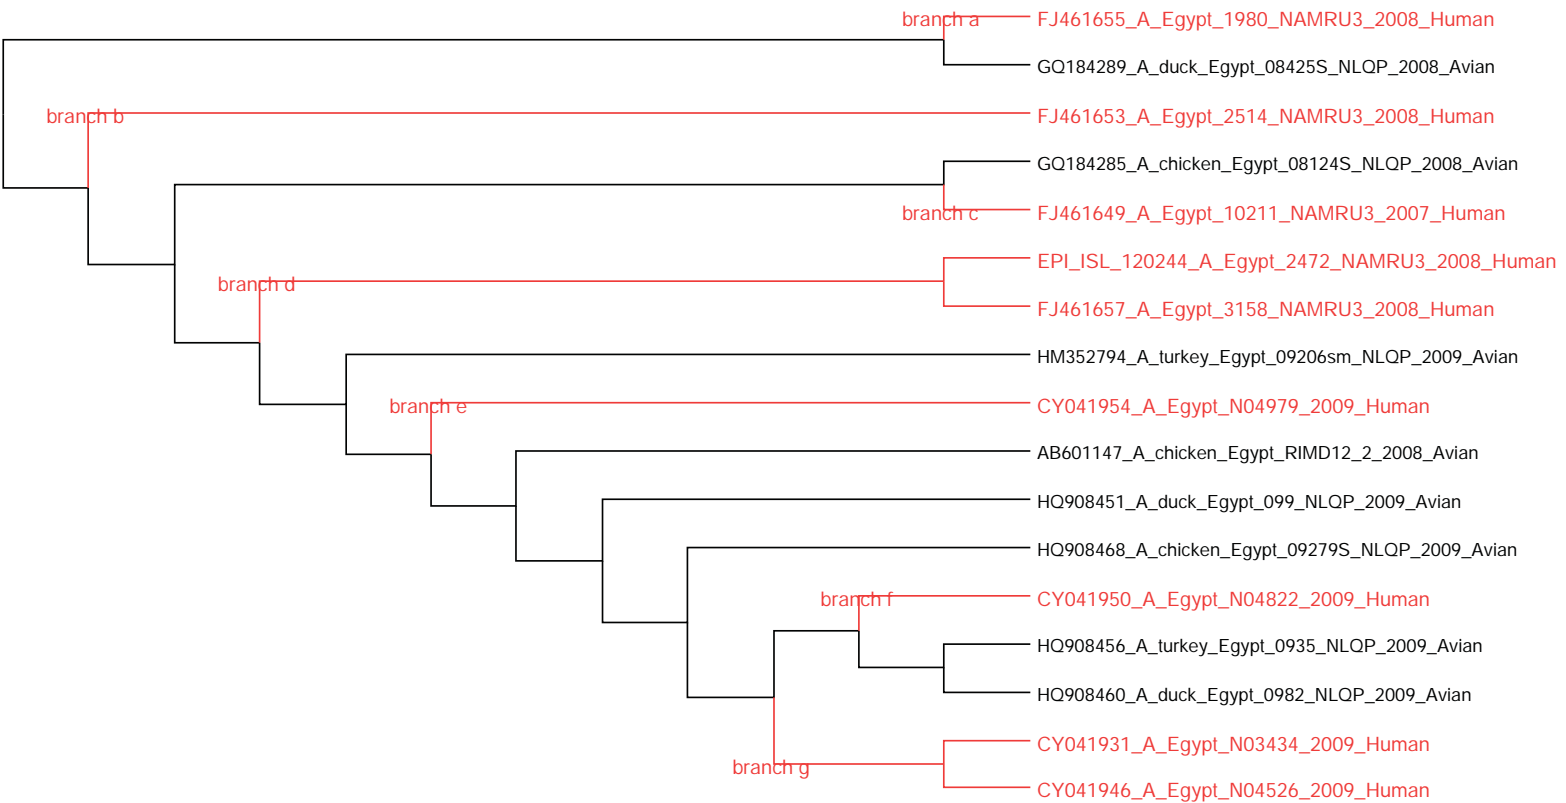 branch a FJ461655_A_Egypt_1980_NAMRU3_2008_Human
GQ184289_A_duck_Egypt_08425S_NLQP_2008_Avian
branch b FJ461653_A_Egypt_2514_NAMRU3_2008_Human
GQ184285_A_chicken_Egypt_08124S_NLQP_2008_Avian
branch c FJ461649_A_Egypt_10211_NAMRU3_2007_Human
EPI_ISL_120244_A_Egypt_2472_NAMRU3_2008_Human
branch d
FJ461657_A_Egypt_3158_NAMRU3_2008_Human
HM352794_A_turkey_Egypt_09206sm_NLQP_2009_Avian
branch e CY041954_A_Egypt_N04979_2009_Human
AB601147_A_chicken_Egypt_RIMD12_2_2008_Avian
HQ908451_A_duck_Egypt_099_NLQP_2009_Avian
HQ908468_A_chicken_Egypt_09279S_NLQP_2009_Avian
branch f CY041950_A_Egypt_N04822_2009_Human
HQ908456_A_turkey_Egypt_0935_NLQP_2009_Avian
HQ908460_A_duck_Egypt_0982_NLQP_2009_Avian
CY041931_A_Egypt_N03434_2009_Human
branch g
CY041946_A_Egypt_N04526_2009_Human